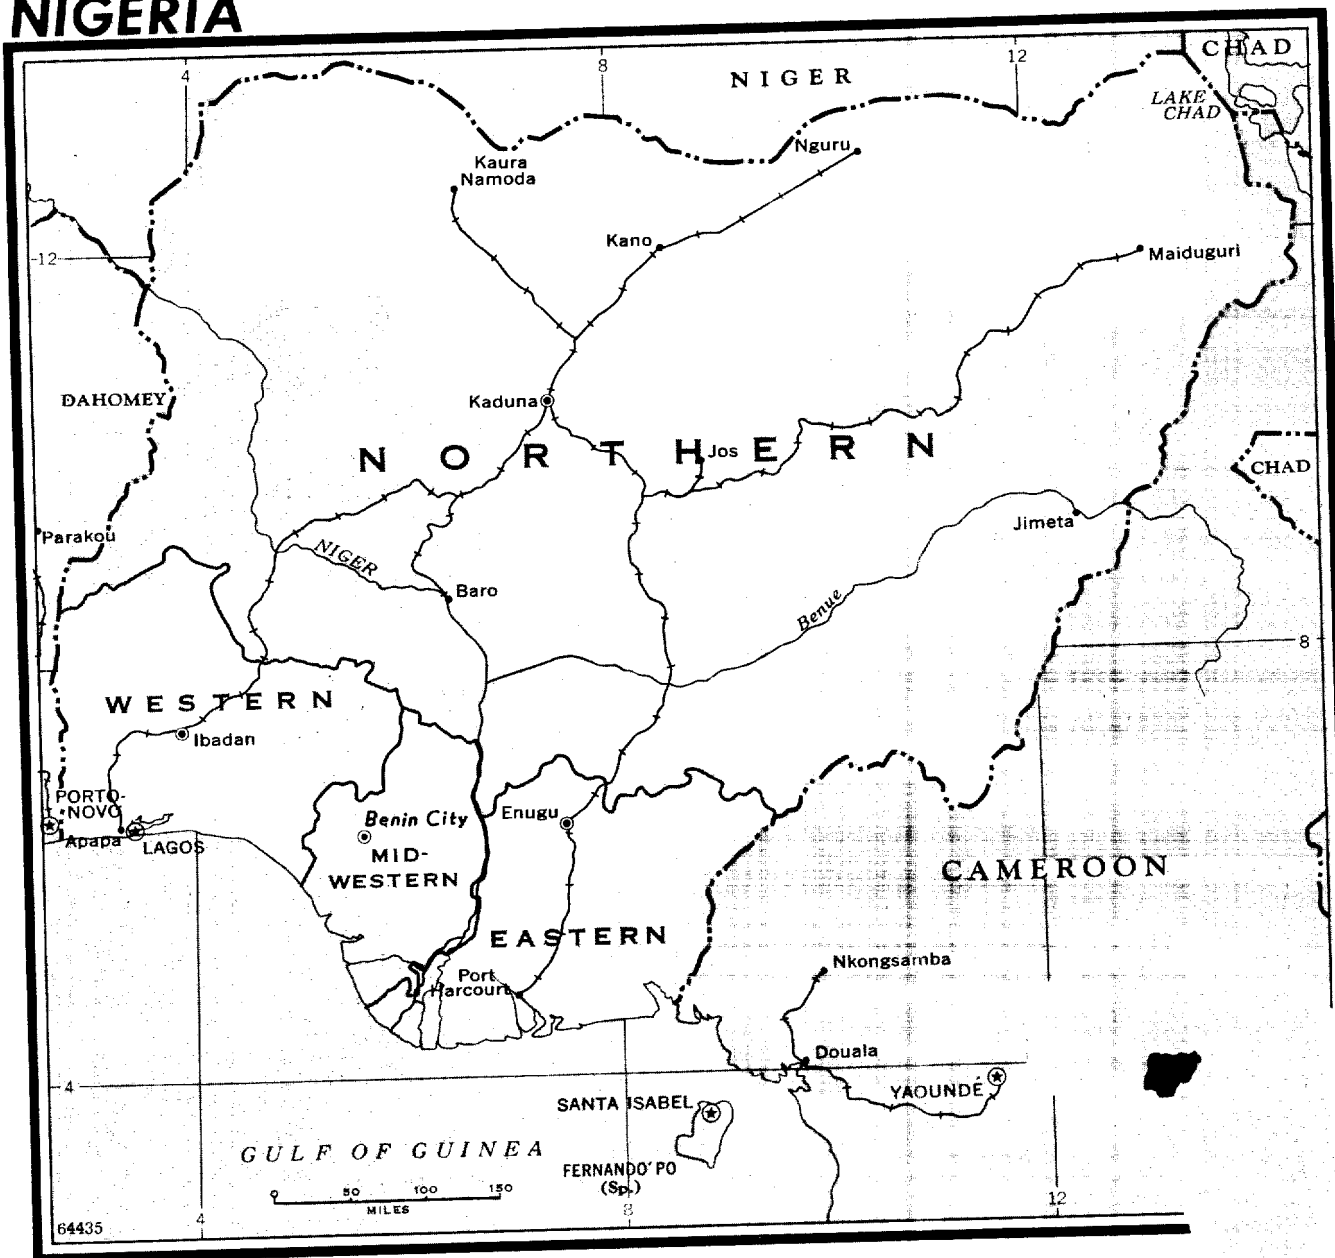 NIGERIA
4
8
12
CHAD
NIGER
LAKE
CHAD
Nguru
Kaura
Namoda
Kano
Maiduguri
12
DAHOMEY
Kaduna
NORTHERN
Jos
CHAD
Parakou
NIGER
Jimeta
Baro
Benue
8
WESTERN
Ibadan
PORTO-
NOVO
Benin City
Enugu
Apapa
LAGOS
MID-
WESTERN
CAMEROON
EASTERN
Nkongsamba
Port
Harcourt
Douala
4
YAOUNDÉ
SANTA ISABEL
GULF OF GUINEA
FERNANDO PO
(Sp.)
0 50 100 150
MILES
64435
4
8
12